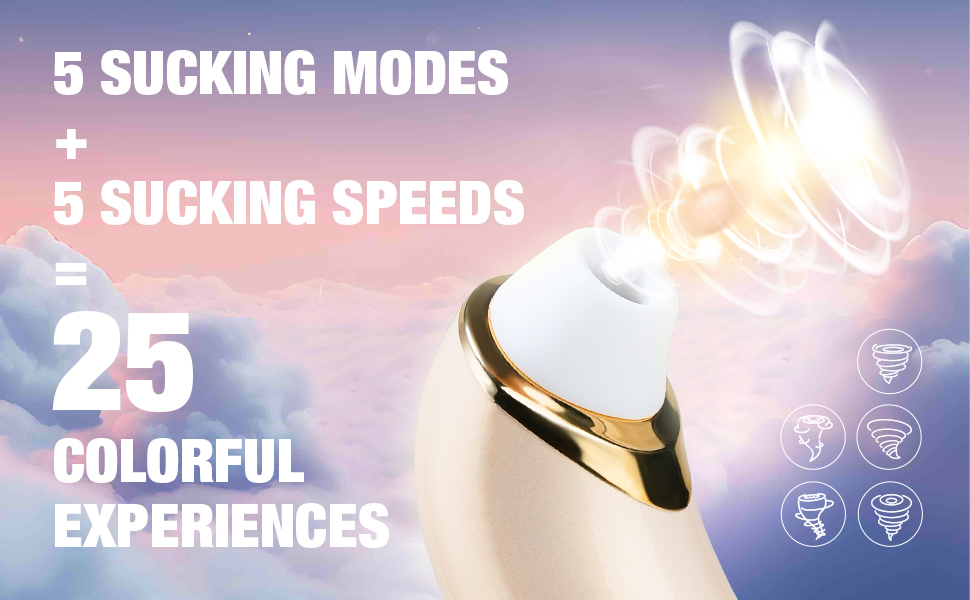 5 SUCKING MODES
+
5 SUCKING SPEEDS
=
25
COLORFUL
EXPERIENCES